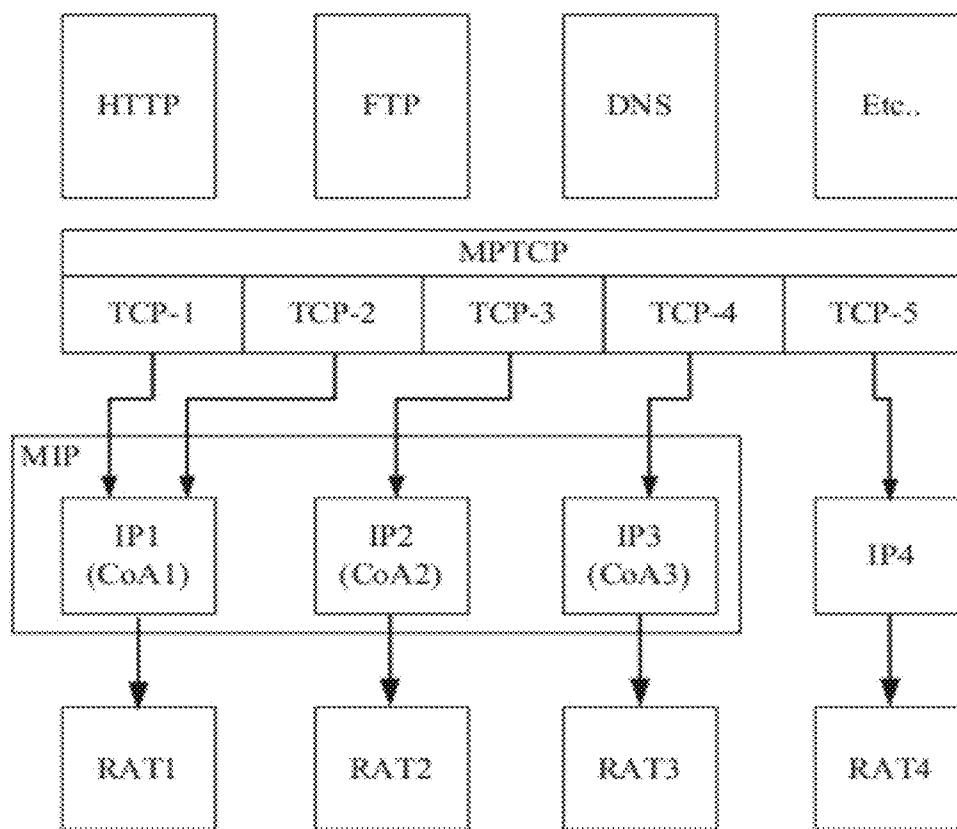 HTTP
FTP
DNS
Etc..
MPTCP
TCP-1
TCP-2
TCP-3
TCP-4
TCP-5
MIP
IP1
(CoA1)
IP2
(CoA2)
IP3
(CoA3)
IP4
RAT1
RAT2
RAT3
RAT4